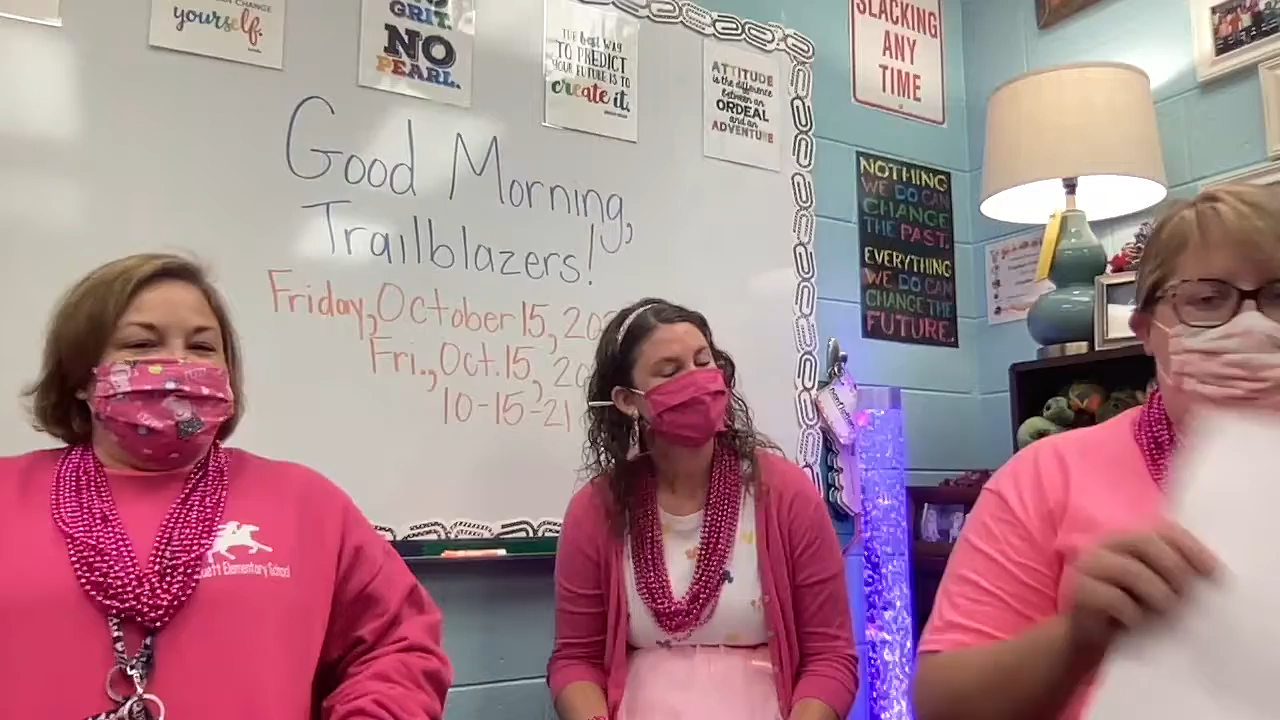 CHANGE
yourself.
GRIT.
NO
PEARL.
THE best WAY
TO PREDICT
YOUR FUTURE IS TO
create it.
ATTITUDE
is the difference
between an
ORDEAL
and an
ADVENTURE
SLACKING
ANY
TIME
NOTHING
WE DO CAN
CHANGE
THE PAST.
EVERYTHING
WE DO CAN
CHANGE THE
FUTURE.
Good Morning,
Trailblazers!
Friday, October 15, 20
Fri., Oct. 15, 20
10-15-21
Elementary School